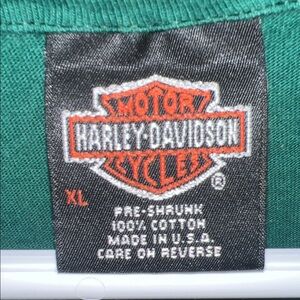 MOTOR
HARLEY-DAVIDSON
CYCLES
®
XL
PRE-SHRUNK
100% COTTON
MADE IN U.S.A.
CARE ON REVERSE